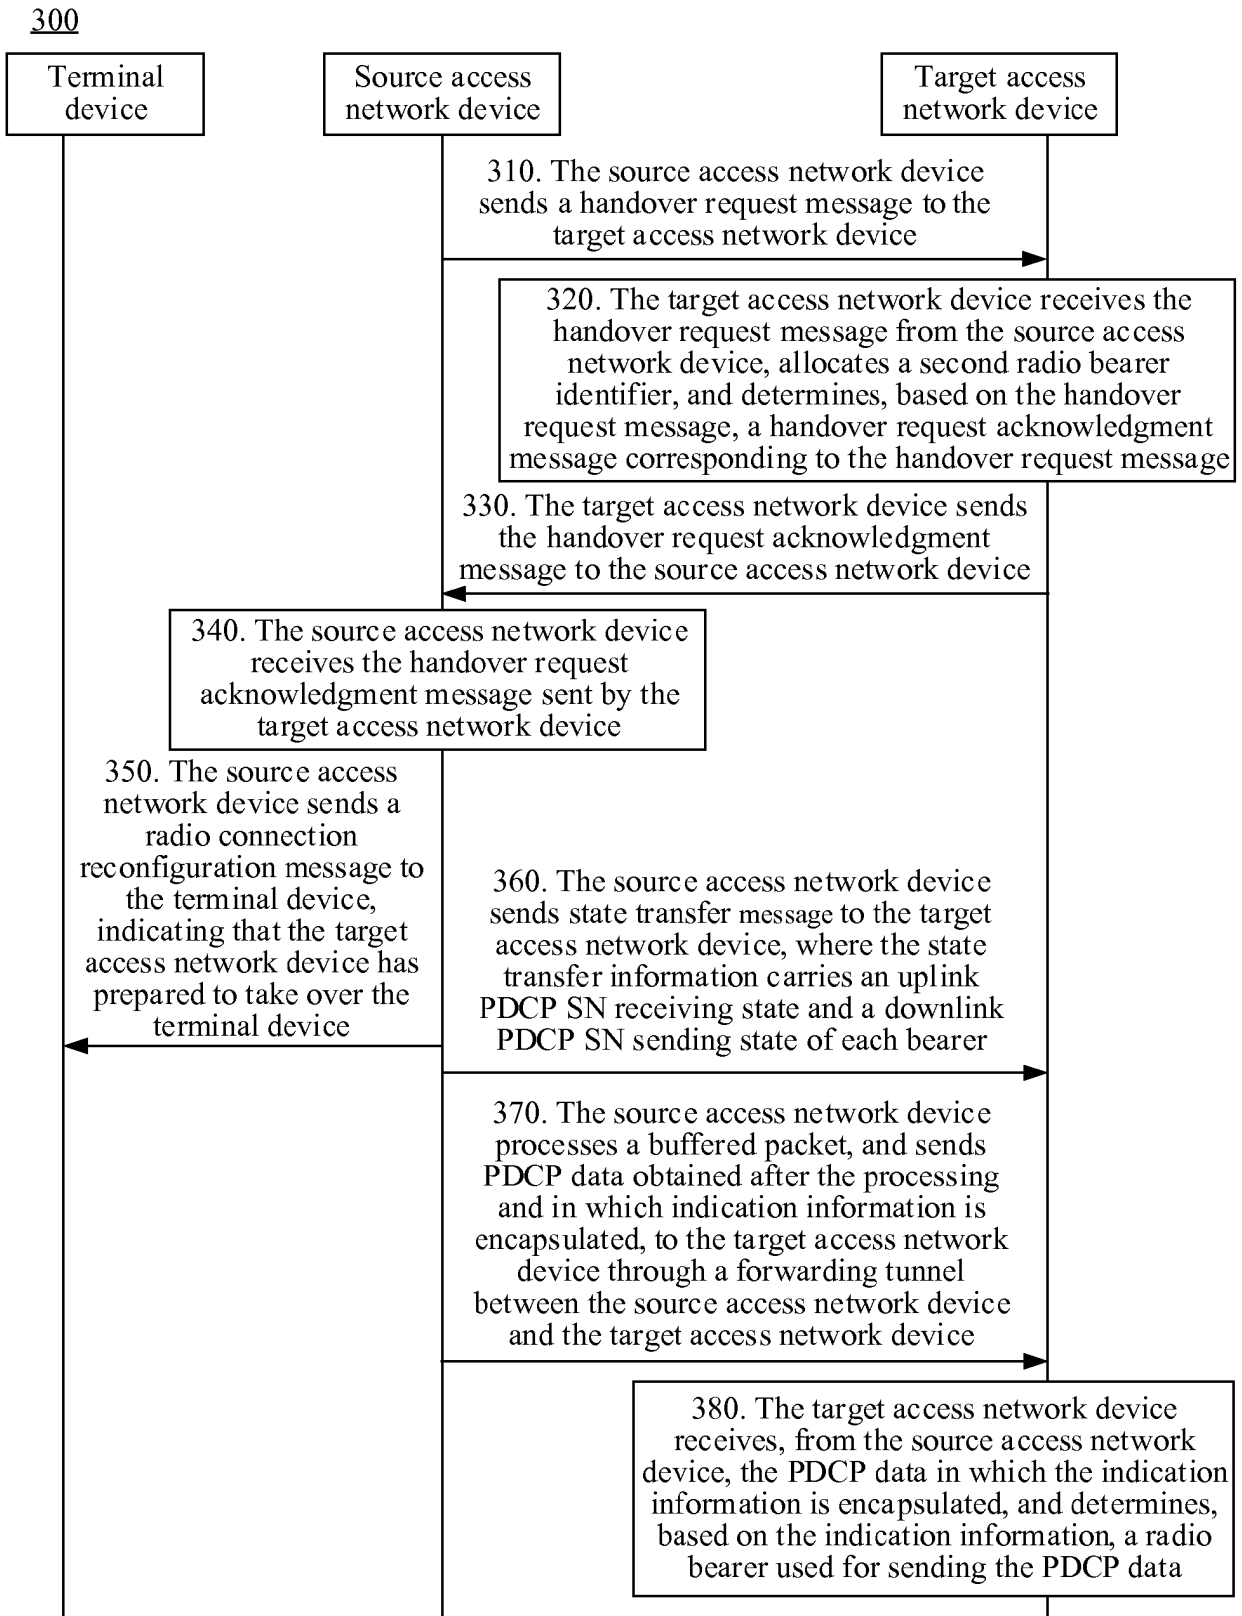 300
Terminal
device
Source access
network device
Target access
network device
310. The source access network device
sends a handover request message to the
target access network device
320. The target access network device receives the
handover request message from the source access
network device, allocates a second radio bearer
identifier, and determines, based on the handover
request message, a handover request acknowledgment
message corresponding to the handover request message
330. The target access network device sends
the handover request acknowledgment
message to the source access network device
340. The source access network device
receives the handover request
acknowledgment message sent by the
target access network device
350. The source access
network device sends a
radio connection
reconfiguration message to
the terminal device,
indicating that the target
access network device has
prepared to take over the
terminal device
360. The source access network device
sends state transfer message to the target
access network device, where the state
transfer information carries an uplink
PDCP SN receiving state and a downlink
PDCP SN sending state of each bearer
370. The source access network device
processes a buffered packet, and sends
PDCP data obtained after the processing
and in which indication information is
encapsulated, to the target access network
device through a forwarding tunnel
between the source access network device
and the target access network device
380. The target access network device
receives, from the source access network
device, the PDCP data in which the indication
information is encapsulated, and determines,
based on the indication information, a radio
bearer used for sending the PDCP data